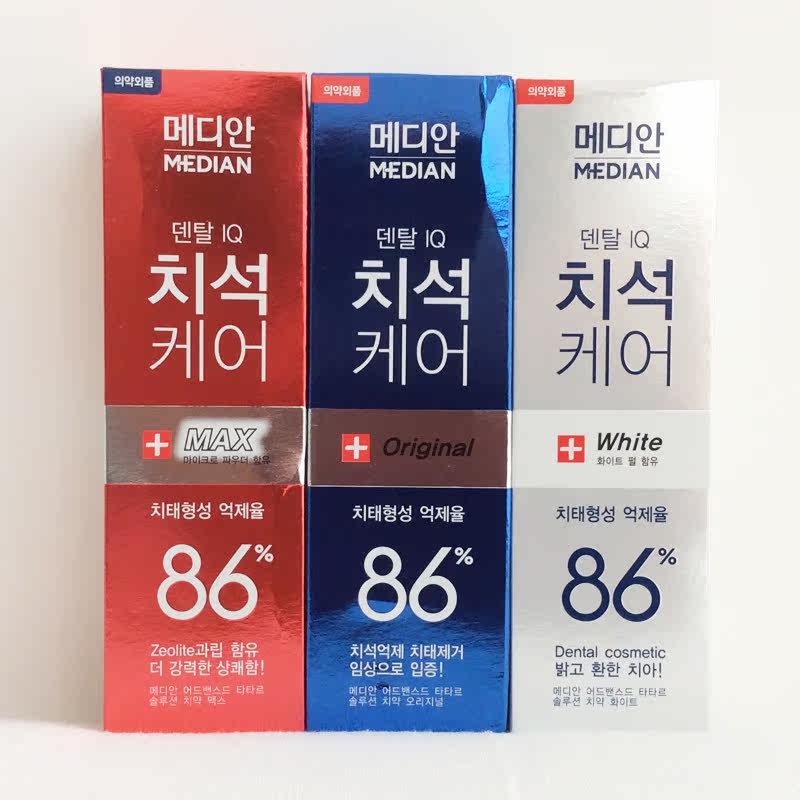 의약외품
메디안
MEDIAN
덴탈 IQ
치석
케어
MAX
마이크로 파우더 함유
치태형성 억제율
86%
Zeolite과립 함유
더 강력한 상쾌함!
메디안 어드밴스드 타타르
솔루션 치약 맥스
의약외품
메디안
MEDIAN
덴탈 IQ
치석
케어
Original
치태형성 억제율
86%
치석억제 치태제거
임상으로 입증!
메디안 어드밴스드 타타르
솔루션 치약 오리지널
의약외품
메디안
MEDIAN
덴탈 IQ
치석
케어
White
화이트 펄 함유
치태형성 억제율
86%
Dental cosmetic
밝고 환한 치아!
메디안 어드밴스드 타타르
솔루션 치약 화이트